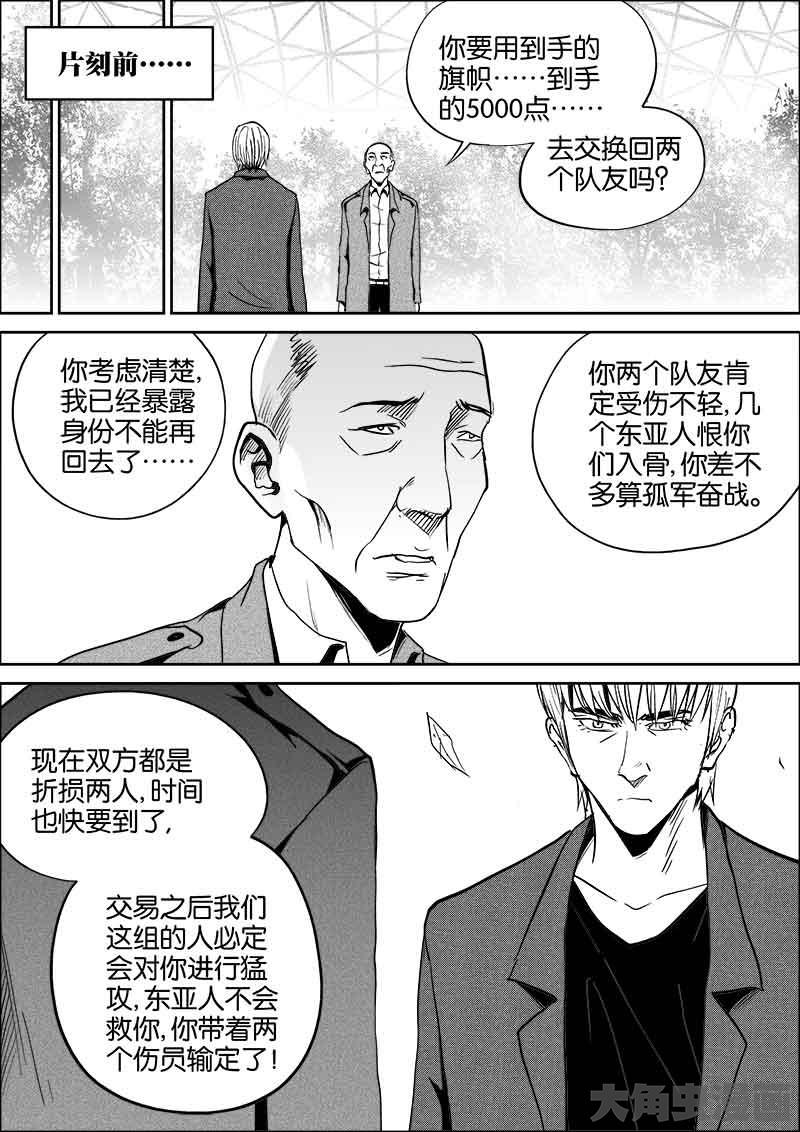 片刻前……
你要用到手的
旗帜……到手
的5000点……
去交换回两
个队友吗？
你考虑清楚，
我已经暴露
身份不能再
回去了……
你两个队友肯
定受伤不轻，几
个东亚人恨你
们入骨，你差不
多算孤军奋战。
现在双方都是
折损两人，时间
也快要到了，
交易之后我们
这组的人必定
会对你进行猛
攻，东亚人不会
救你，你带着两
个伤员输定了！
大角虫漫画